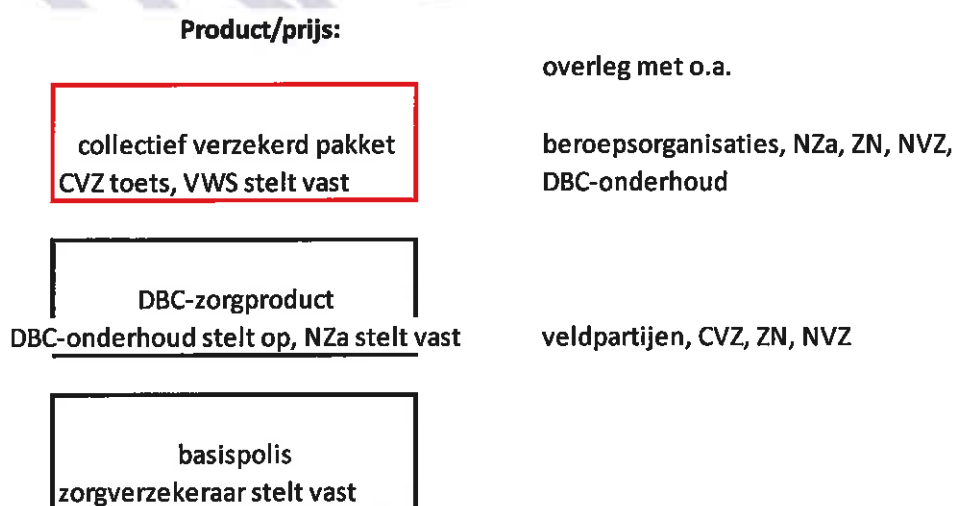 Product/prijs:
overleg met o.a.
collectief verzekerd pakket
CVZ toets, VWS stelt vast
beroepsorganisaties, NZa, ZN, NVZ,
DBC-onderhoud
DBC-zorgproduct
DBC-onderhoud stelt op, NZa stelt vast
veldpartijen, CVZ, ZN, NVZ
basispolis
zorgverzekeraar stelt vast